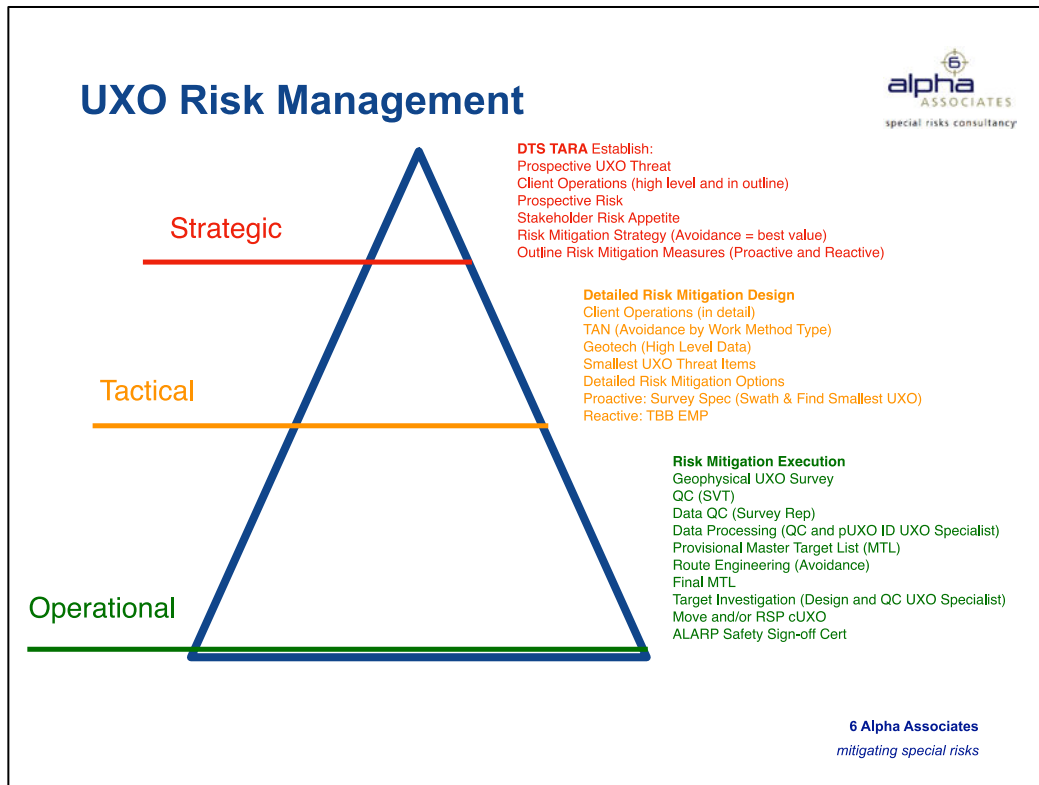 UXO Risk Management
6
alpha
ASSOCIATES
special risks consultancy
DTS TARA Establish:
Prospective UXO Threat
Client Operations (high level and in outline)
Prospective Risk
Stakeholder Risk Appetite
Risk Mitigation Strategy (Avoidance = best value)
Outline Risk Mitigation Measures (Proactive and Reactive)
Strategic
Detailed Risk Mitigation Design
Client Operations (in detail)
TAN (Avoidance by Work Method Type)
Geotech (High Level Data)
Smallest UXO Threat Items
Detailed Risk Mitigation Options
Proactive: Survey Spec (Swath & Find Smallest UXO)
Reactive: TBB EMP
Tactical
Risk Mitigation Execution
Geophysical UXO Survey
QC (SVT)
Data QC (Survey Rep)
Data Processing (QC and pUXO ID UXO Specialist)
Provisional Master Target List (MTL)
Route Engineering (Avoidance)
Final MTL
Target Investigation (Design and QC UXO Specialist)
Move and/or RSP cUXO
ALARP Safety Sign-off Cert
Operational
6 Alpha Associates
mitigating special risks